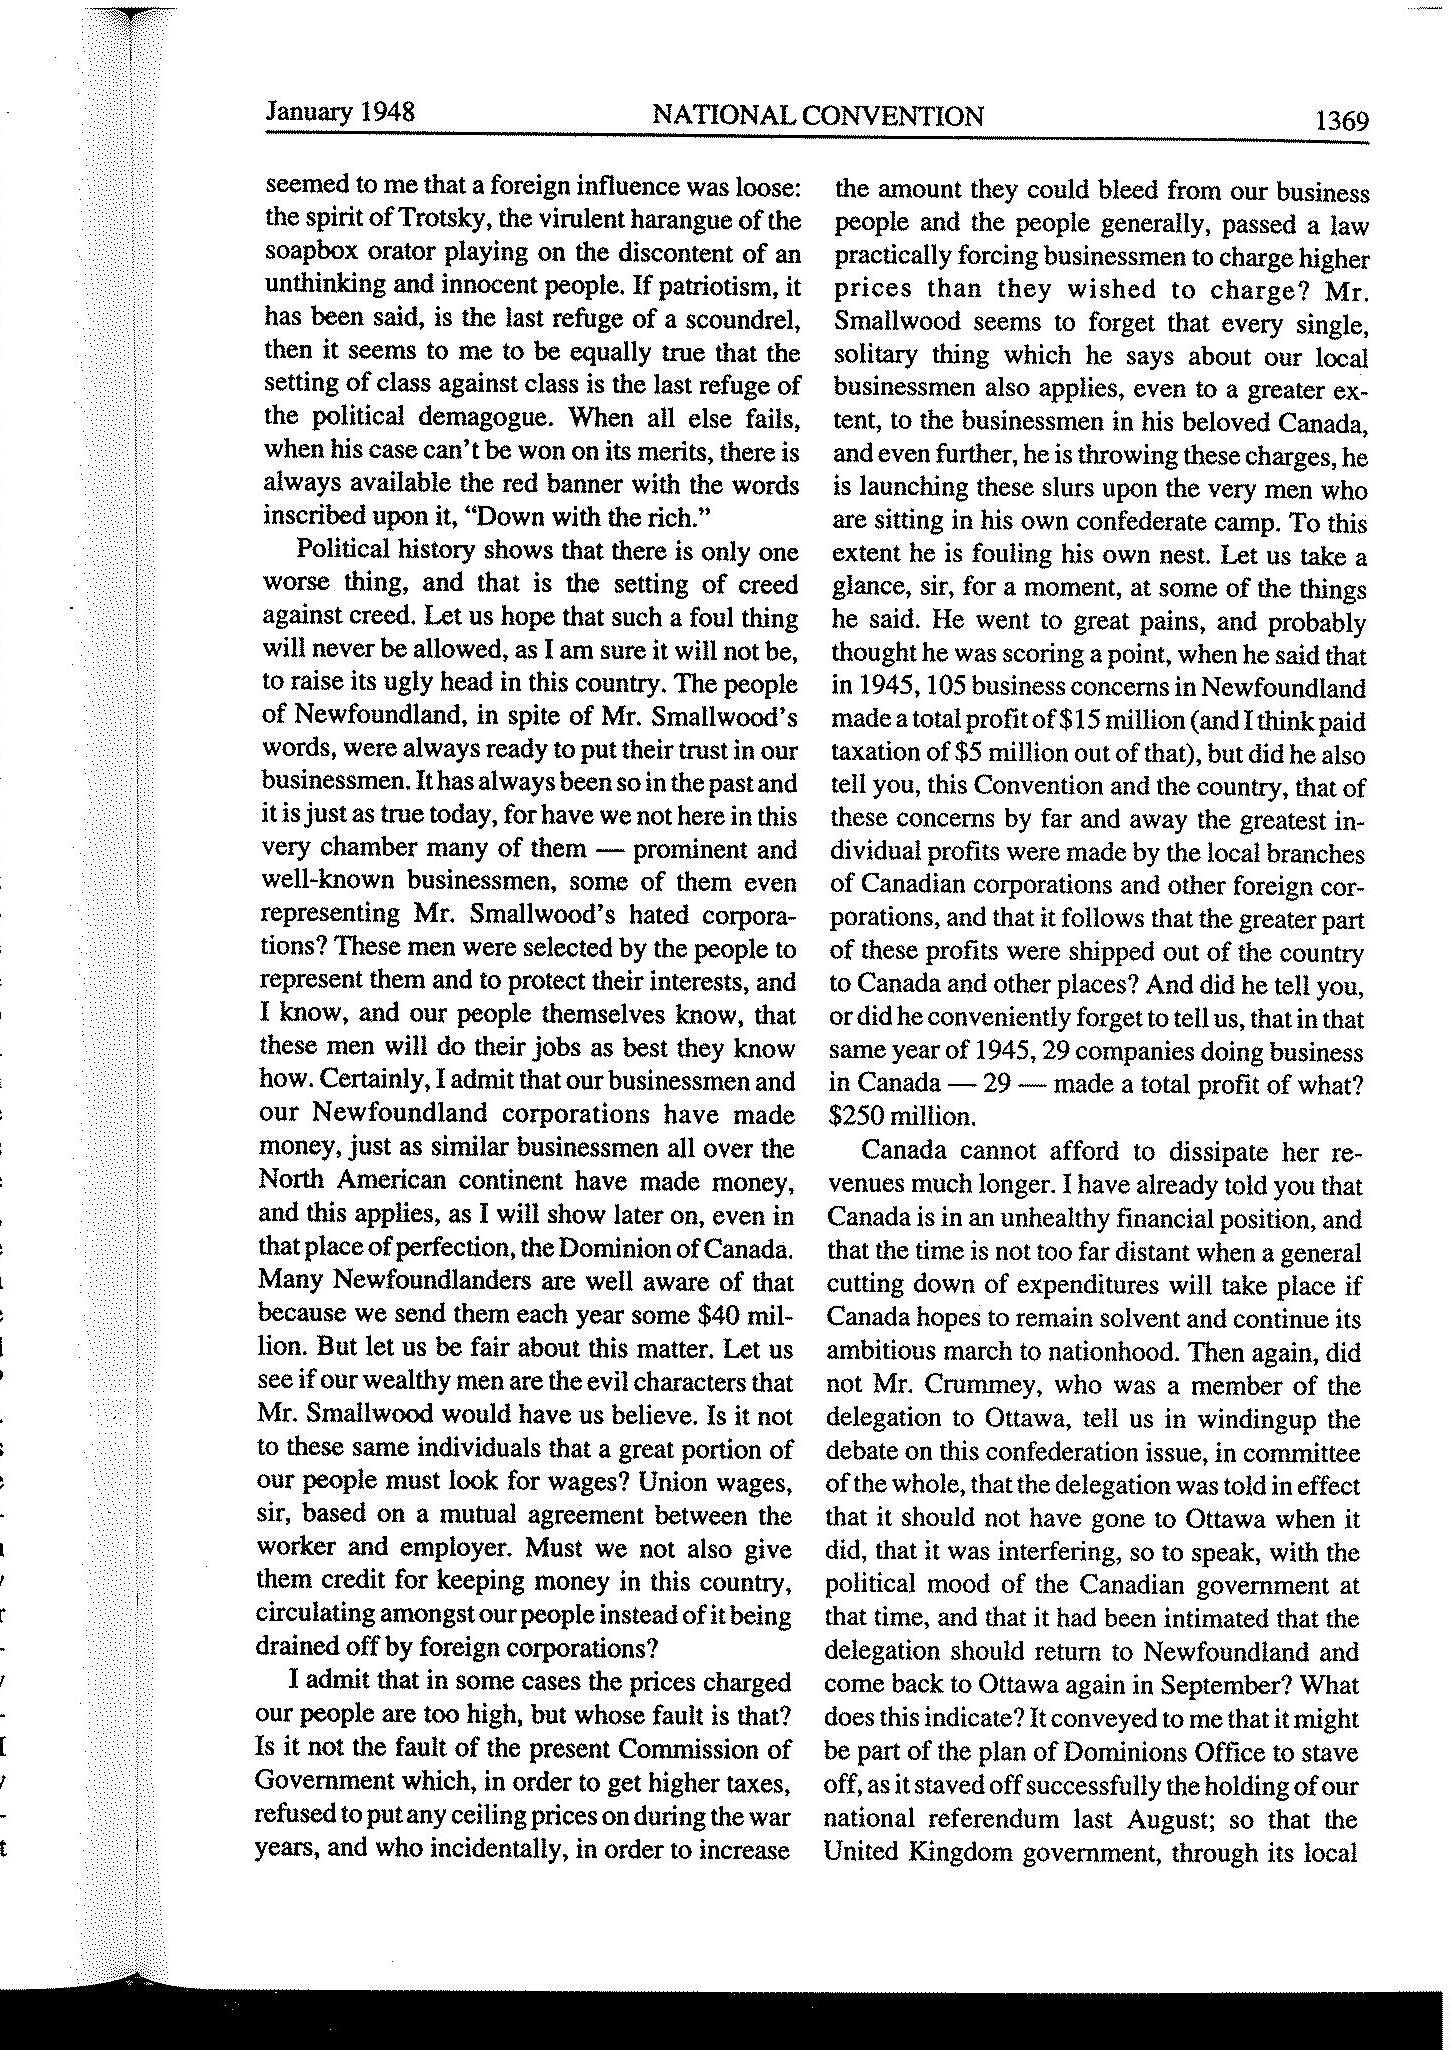 January 1948
NATIONAL CONVENTION
1369
seemed to me that a foreign influence was loose:
the spirit of Trotsky, the virulent harangue of the
soapbox orator playing on the discontent of an
unthinking and innocent people. If patriotism, it
has been said, is the last refuge of a scoundrel,
then it seems to me to be equally true that the
setting of class against class is the last refuge of
the political demagogue. When all else fails,
when his case can't be won on its merits, there is
always available the red banner with the words
inscribed upon it, “Down with the rich.”
Political history shows that there is only one
worse thing, and that is the setting of creed
against creed. Let us hope that such a foul thing
will never be allowed, as I am sure it will not be,
to raise its ugly head in this country. The people
of Newfoundland, in spite of Mr. Smallwood's
words, were always ready to put their trust in our
businessmen. It has always been so in the past and
it is just as true today, for have we not here in this
very chamber many of them — prominent and
well-known businessmen, some of them even
representing Mr. Smallwood's hated corpora-
tions? These men were selected by the people to
represent them and to protect their interests, and
I know, and our people themselves know, that
these men will do their jobs as best they know
how. Certainly, I admit that our businessmen and
our Newfoundland corporations have made
money, just as similar businessmen all over the
North American continent have made money,
and this applies, as I will show later on, even in
that place of perfection, the Dominion of Canada.
Many Newfoundlanders are well aware of that
because we send them each year some $40 mil-
lion. But let us be fair about this matter. Let us
see if our wealthy men are the evil characters that
Mr. Smallwood would have us believe. Is it not
to these same individuals that a great portion of
our people must look for wages? Union wages,
sir, based on a mutual agreement between the
worker and employer. Must we not also give
them credit for keeping money in this country,
circulating amongst our people instead of it being
drained off by foreign corporations?
I admit that in some cases the prices charged
our people are too high, but whose fault is that?
Is it not the fault of the present Commission of
Government which, in order to get higher taxes,
refused to put any ceiling prices on during the war
years, and who incidentally, in order to increase
the amount they could bleed from our business
people and the people generally, passed a law
practically forcing businessmen to charge higher
prices than they wished to charge? Mr.
Smallwood seems to forget that every single,
solitary thing which he says about our local
businessmen also applies, even to a greater ex-
tent, to the businessmen in his beloved Canada,
and even further, he is throwing these charges, he
is launching these slurs upon the very men who
are sitting in his own confederate camp. To this
extent he is fouling his own nest. Let us take a
glance, sir, for a moment, at some of the things
he said. He went to great pains, and probably
thought he was scoring a point, when he said that
in 1945, 105 business concerns in Newfoundland
made a total profit of $15 million (and I think paid
taxation of $5 million out of that), but did he also
tell you, this Convention and the country, that of
these concerns by far and away the greatest in-
dividual profits were made by the local branches
of Canadian corporations and other foreign cor-
porations, and that it follows that the greater part
of these profits were shipped out of the country
to Canada and other places? And did he tell you,
or did he conveniently forget to tell us, that in that
same year of 1945, 29 companies doing business
in Canada — 29 — made a total profit of what?
$250 million.
Canada cannot afford to dissipate her re-
venues much longer. I have already told you that
Canada is in an unhealthy financial position, and
that the time is not too far distant when a general
cutting down of expenditures will take place if
Canada hopes to remain solvent and continue its
ambitious march to nationhood. Then again, did
not Mr. Crummey, who was a member of the
delegation to Ottawa, tell us in windingup the
debate on this confederation issue, in committee
of the whole, that the delegation was told in effect
that it should not have gone to Ottawa when it
did, that it was interfering, so to speak, with the
political mood of the Canadian government at
that time, and that it had been intimated that the
delegation should return to Newfoundland and
come back to Ottawa again in September? What
does this indicate? It conveyed to me that it might
be part of the plan of Dominions Office to stave
off, as it staved off successfully the holding of our
national referendum last August; so that the
United Kingdom government, through its local